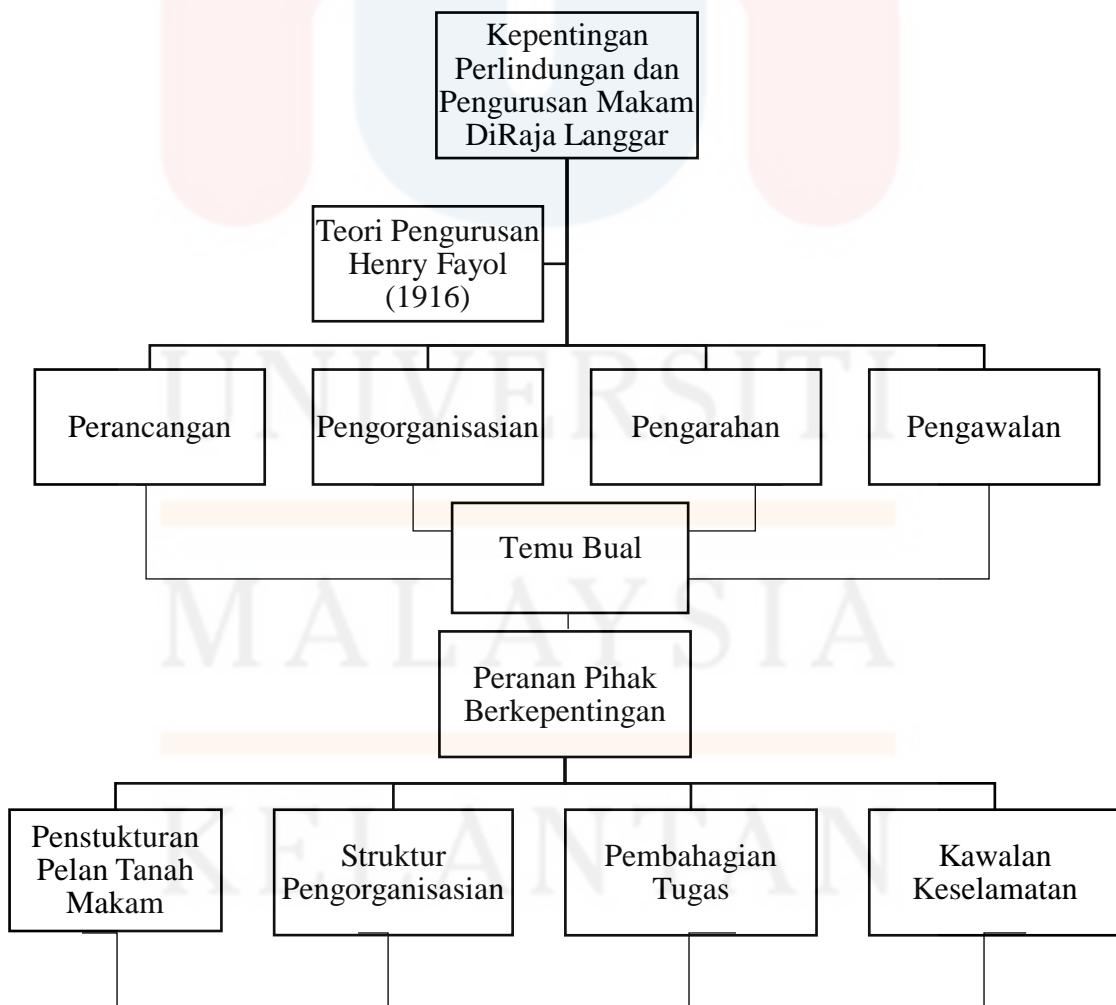 Kepentingan
Perlindungan dan
Pengurusan Makam
DiRaja Langgar
Teori Pengurusan
Henry Fayol
(1916)
UNIVERSITI
Perancangan
Pengorganisasian
Pengarahan
Pengawalan
Temu Bual
MALAYSIA
Peranan Pihak
Berkepentingan
KELANTAN
Penstukturan
Pelan Tanah
Makam
Struktur
Pengorganisasian
Pembahagian
Tugas
Kawalan
Keselamatan